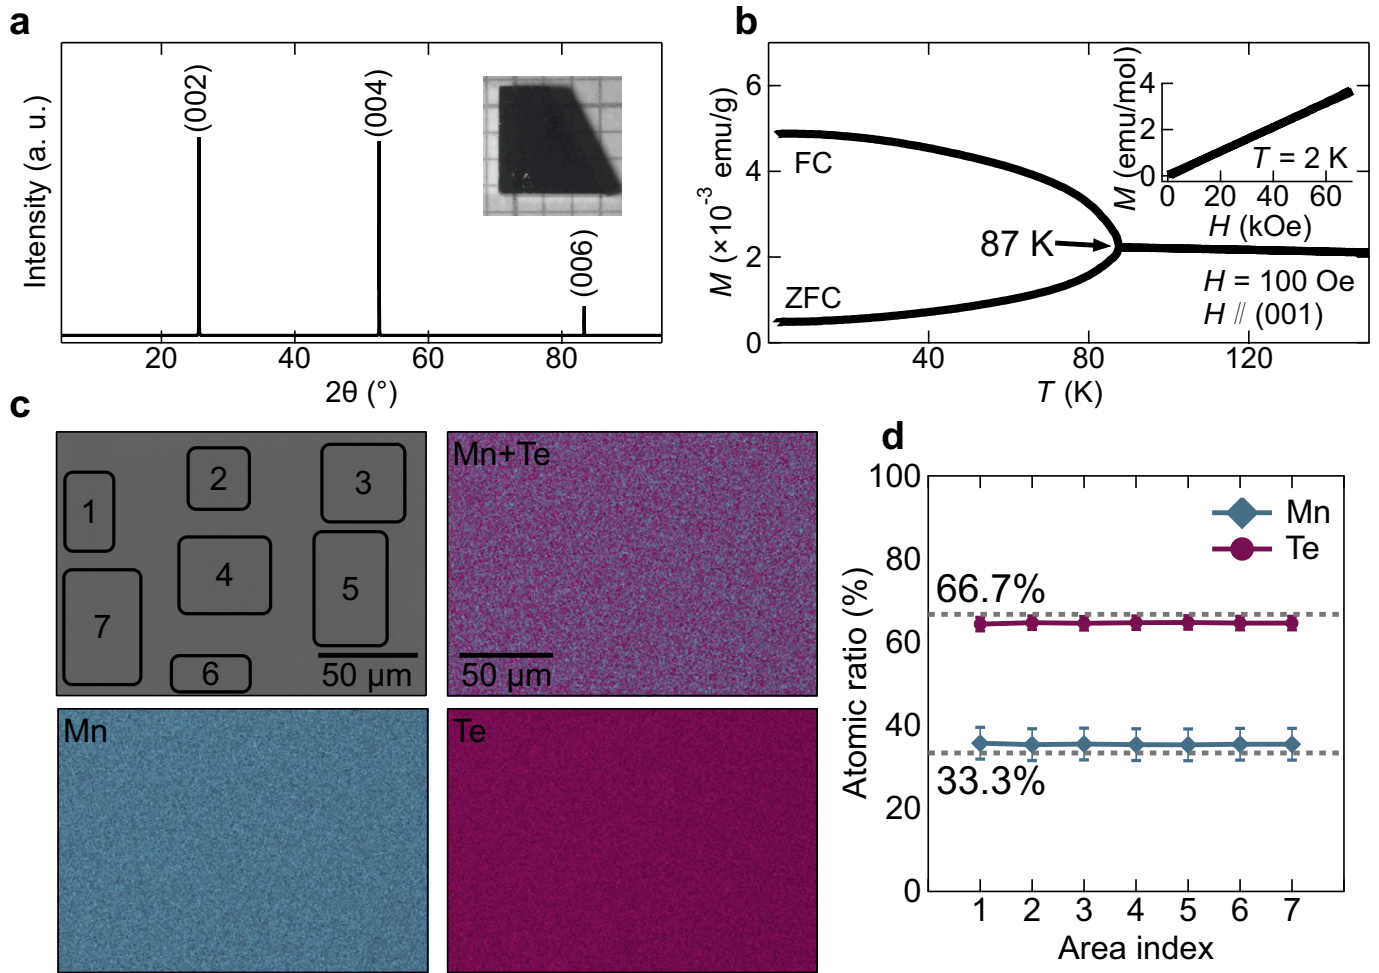 a
Intensity (a. u.)
(002)
(004)
(006)
20
40
60
80
2θ (°)
b
M (×10⁻³ emu/g)
6
4
2
0
FC
ZFC
87 K
H = 100 Oe
H // (001)
40
80
120
T (K)
M (emu/mol)
4
2
0
T = 2 K
0
20
40
60
H (kOe)
c
1
2
3
4
5
6
7
50 μm
Mn+Te
50 μm
Mn
Te
d
Atomic ratio (%)
100
80
60
40
20
0
Mn
Te
66.7%
33.3%
1
2
3
4
5
6
7
Area index